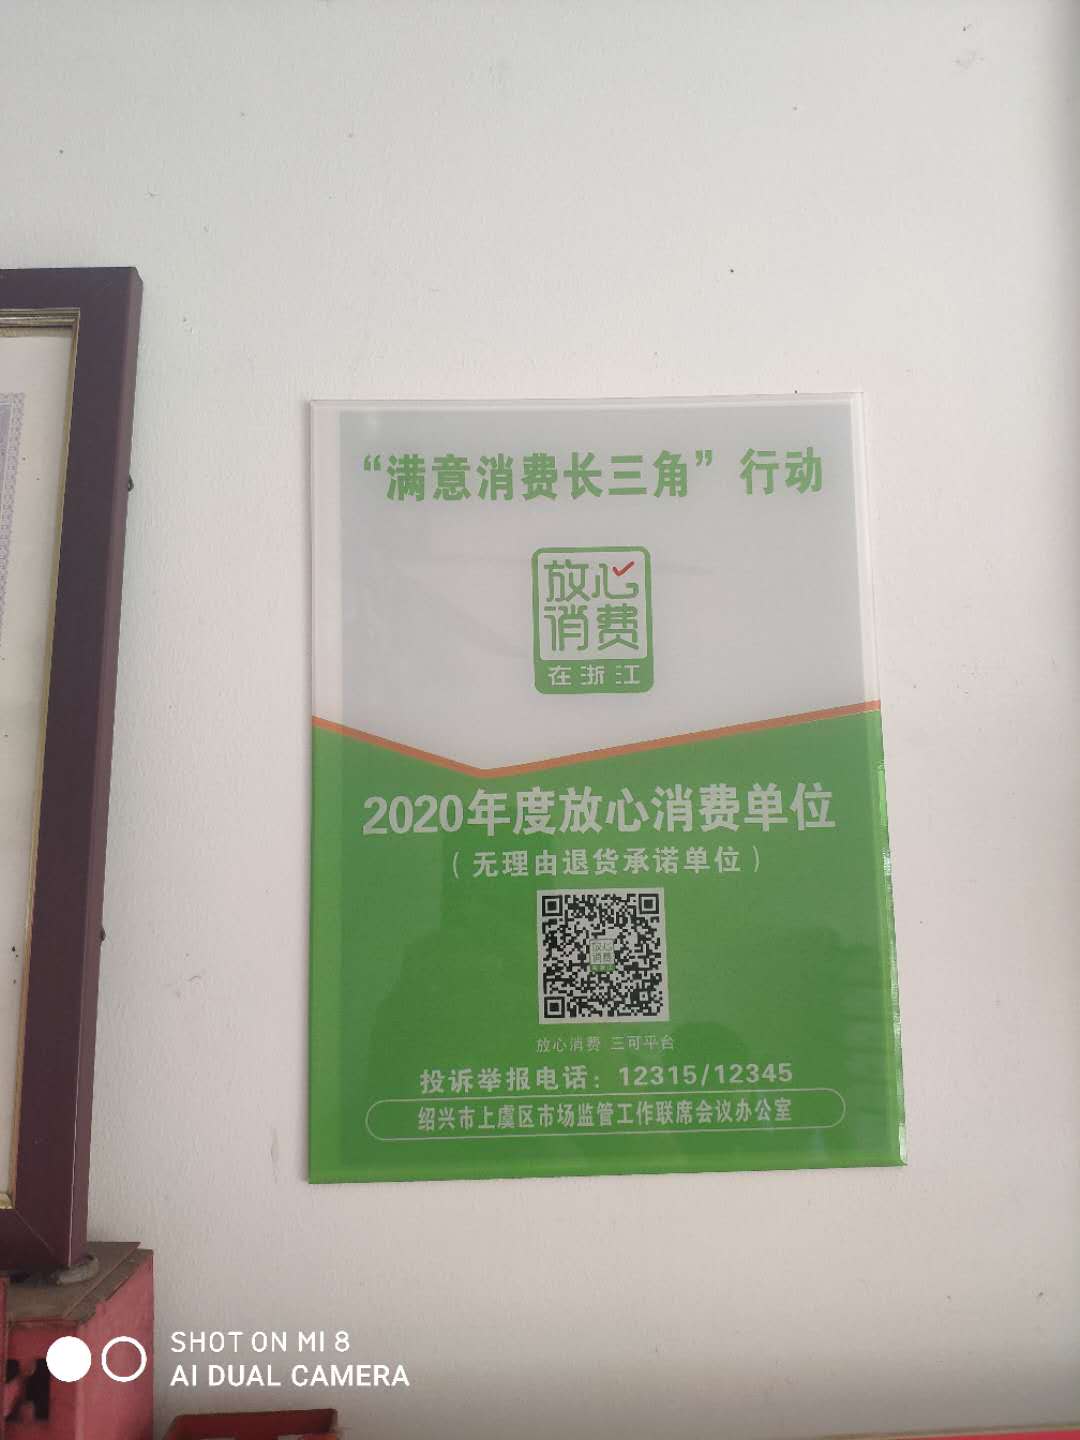 “满意消费长三角”行动
放心
消费
在浙江
2020年度放心消费单位
（无理由退货承诺单位）
放心
消费
放心消费 三可平台
投诉举报电话：12315/12345
绍兴市上虞区市场监管工作联席会议办公室
SHOT ON MI 8
AI DUAL CAMERA